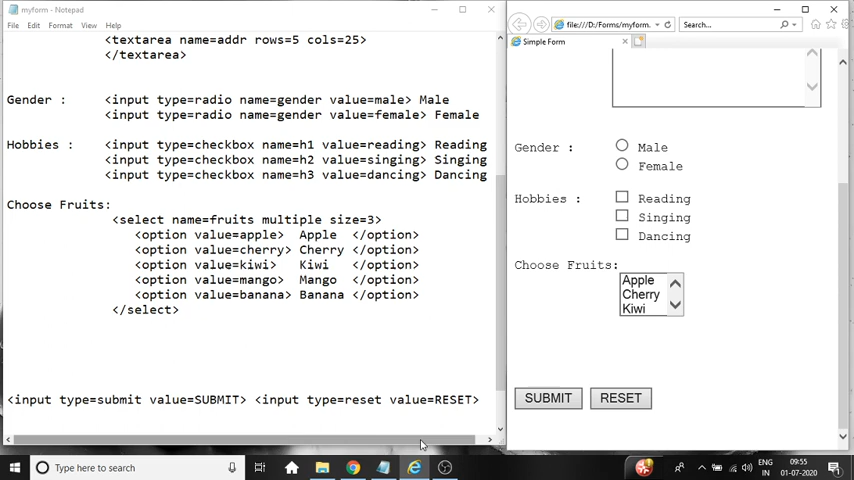 myform - Notepad
File Edit Format View Help
<textarea name=addr rows=5 cols=25>
</textarea>
Gender : <input type=radio name=gender value=male> Male
<input type=radio name=gender value=female> Female
Hobbies : <input type=checkbox name=h1 value=reading> Reading
<input type=checkbox name=h2 value=singing> Singing
<input type=checkbox name=h3 value=dancing> Dancing
Choose Fruits:
<select name=fruits multiple size=3>
<option value=apple> Apple </option>
<option value=cherry> Cherry </option>
<option value=kiwi> Kiwi </option>
<option value=mango> Mango </option>
<option value=banana> Banana </option>
</select>
<input type=submit value=SUBMIT> <input type=reset value=RESET>
file:///D:/Forms/myform. Search...
Simple Form
Gender : Male
Female
Hobbies : Reading
Singing
Dancing
Choose Fruits:
Apple
Cherry
Kiwi
SUBMIT RESET
Type here to search
ENG
IN
09:55
01-07-2020
1